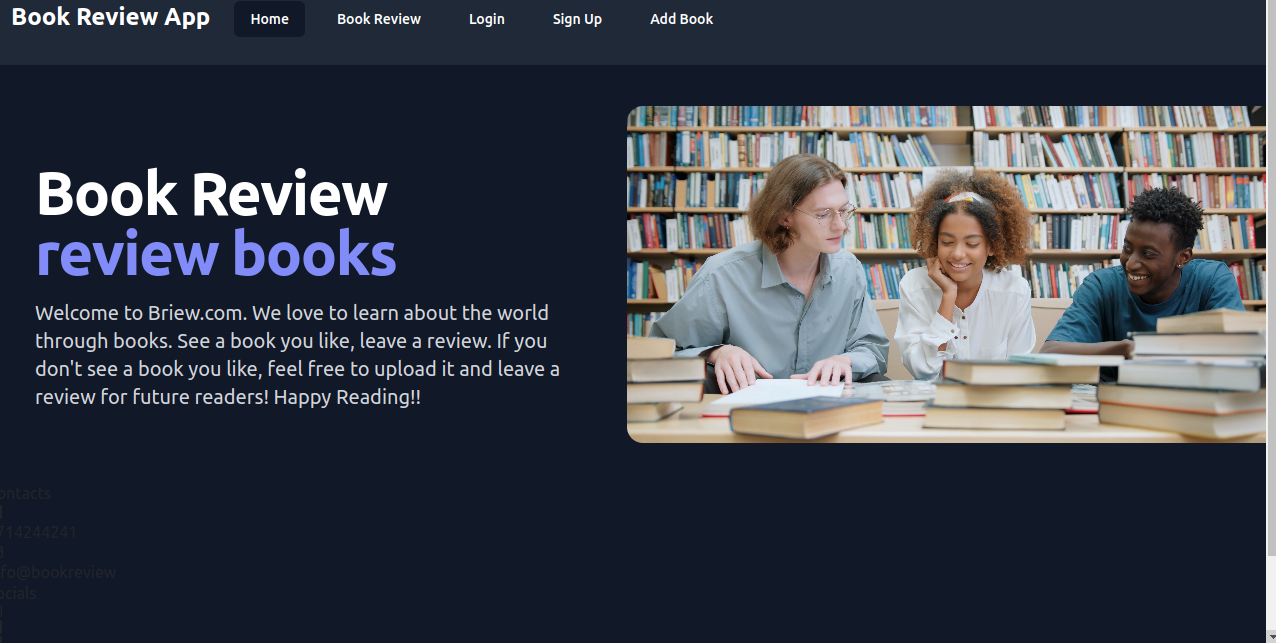 Book Review App
Home
Book Review
Login
Sign Up
Add Book
Book Review
review books
Welcome to Briew.com. We love to learn about the world
through books. See a book you like, leave a review. If you
don't see a book you like, feel free to upload it and leave a
review for future readers! Happy Reading!!
ontacts
714244241
fo@bookreview
ocials